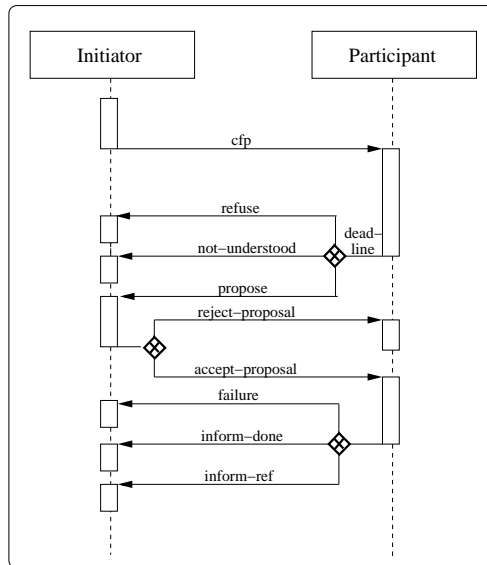 Initiator
Participant
cfp
refuse
dead–
line
not–understood
propose
reject–proposal
accept–proposal
failure
inform–done
inform–ref